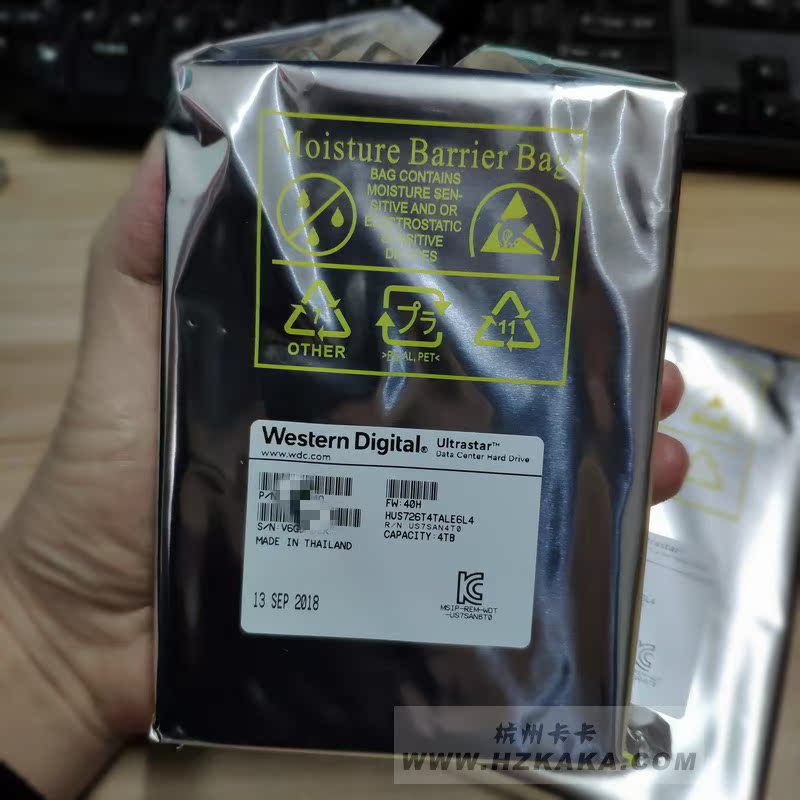 Moisture Barrier Bag
BAG CONTAINS
MOISTURE SEN-
SITIVE AND OR
ELECTROSTATIC
SENSITIVE
DEVICES
7
プラ
11
OTHER
PET<
Western Digital® Ultrastar™
www.wdc.com
Data Center Hard Drive
P/N
FW:40H
HUS726T4TALE6L4
R/N US7SAN4T0
S/N:
CAPACITY:4TB
MADE IN THAILAND
13 SEP 2018
MSIP-REM-WDT
-US7SAN8T0
杭州卡卡
WWW.HZKAKA.COM